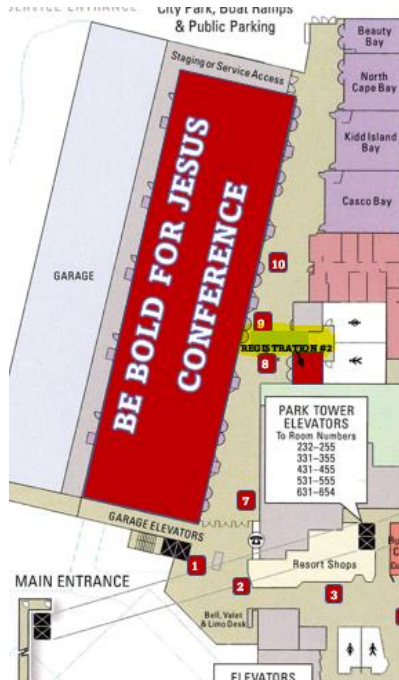 SERVICE ENTRANCE
City Park, Boat Ramps
& Public Parking
Staging or Service Access
Beauty
Bay
North
Cape Bay
Kidd Island
Bay
Casco Bay
BE BOLD FOR JESUS
CONFERENCE
GARAGE
10
9
REGISTRATION #2
8
PARK TOWER
ELEVATORS
To Room Numbers
232–255
331–355
431–455
531–555
631–654
7
GARAGE ELEVATORS
1
Resort Shops
2
3
MAIN ENTRANCE
Bell, Valet
& Limo Desk
ELEVATORS